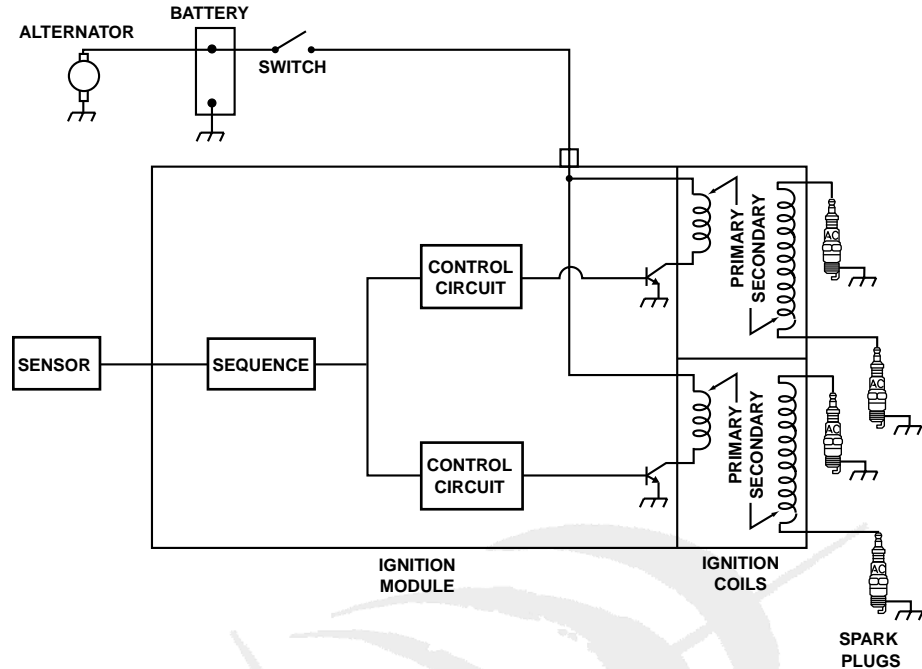 BATTERY
ALTERNATOR
SWITCH
CONTROL
CIRCUIT
PRIMARY
SECONDARY
AC
AC
SENSOR
SEQUENCE
CONTROL
CIRCUIT
PRIMARY
SECONDARY
AC
AC
IGNITION
MODULE
IGNITION
COILS
SPARK
PLUGS